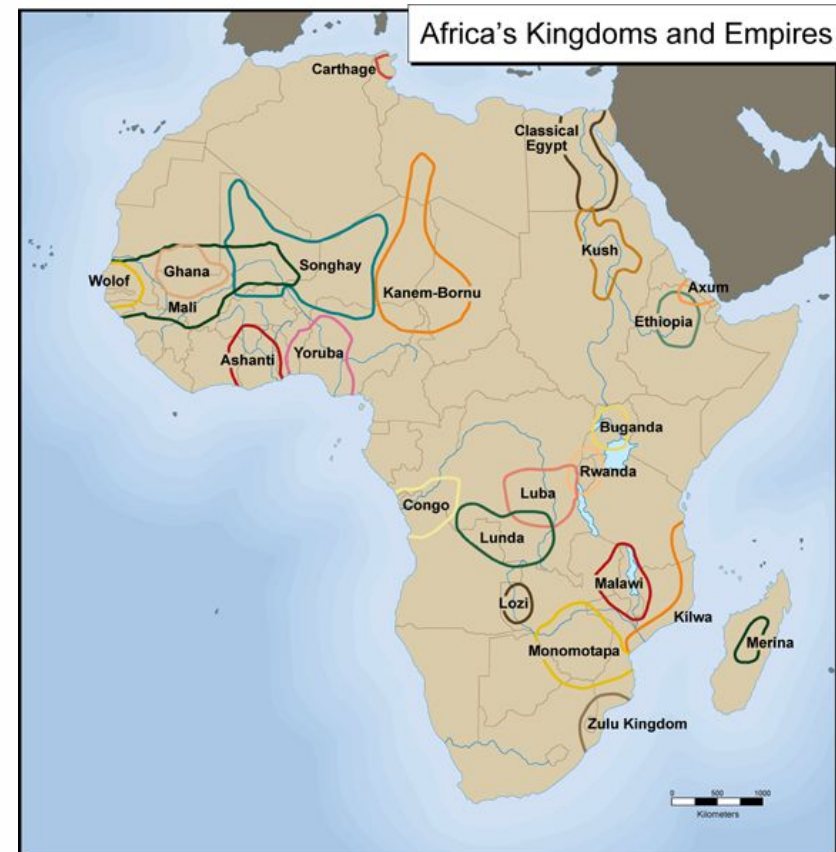 Africa's Kingdoms and Empires
Carthage
Classical
Egypt
Wolof
Ghana
Songhay
Kanem-Bornu
Kush
Axum
Mali
Ethiopia
Ashanti
Yoruba
Buganda
Rwanda
Luba
Congo
Lunda
Malawi
Lozi
Kilwa
Monomotapa
Merina
Zulu Kingdom
0 500 1000
Kilometers